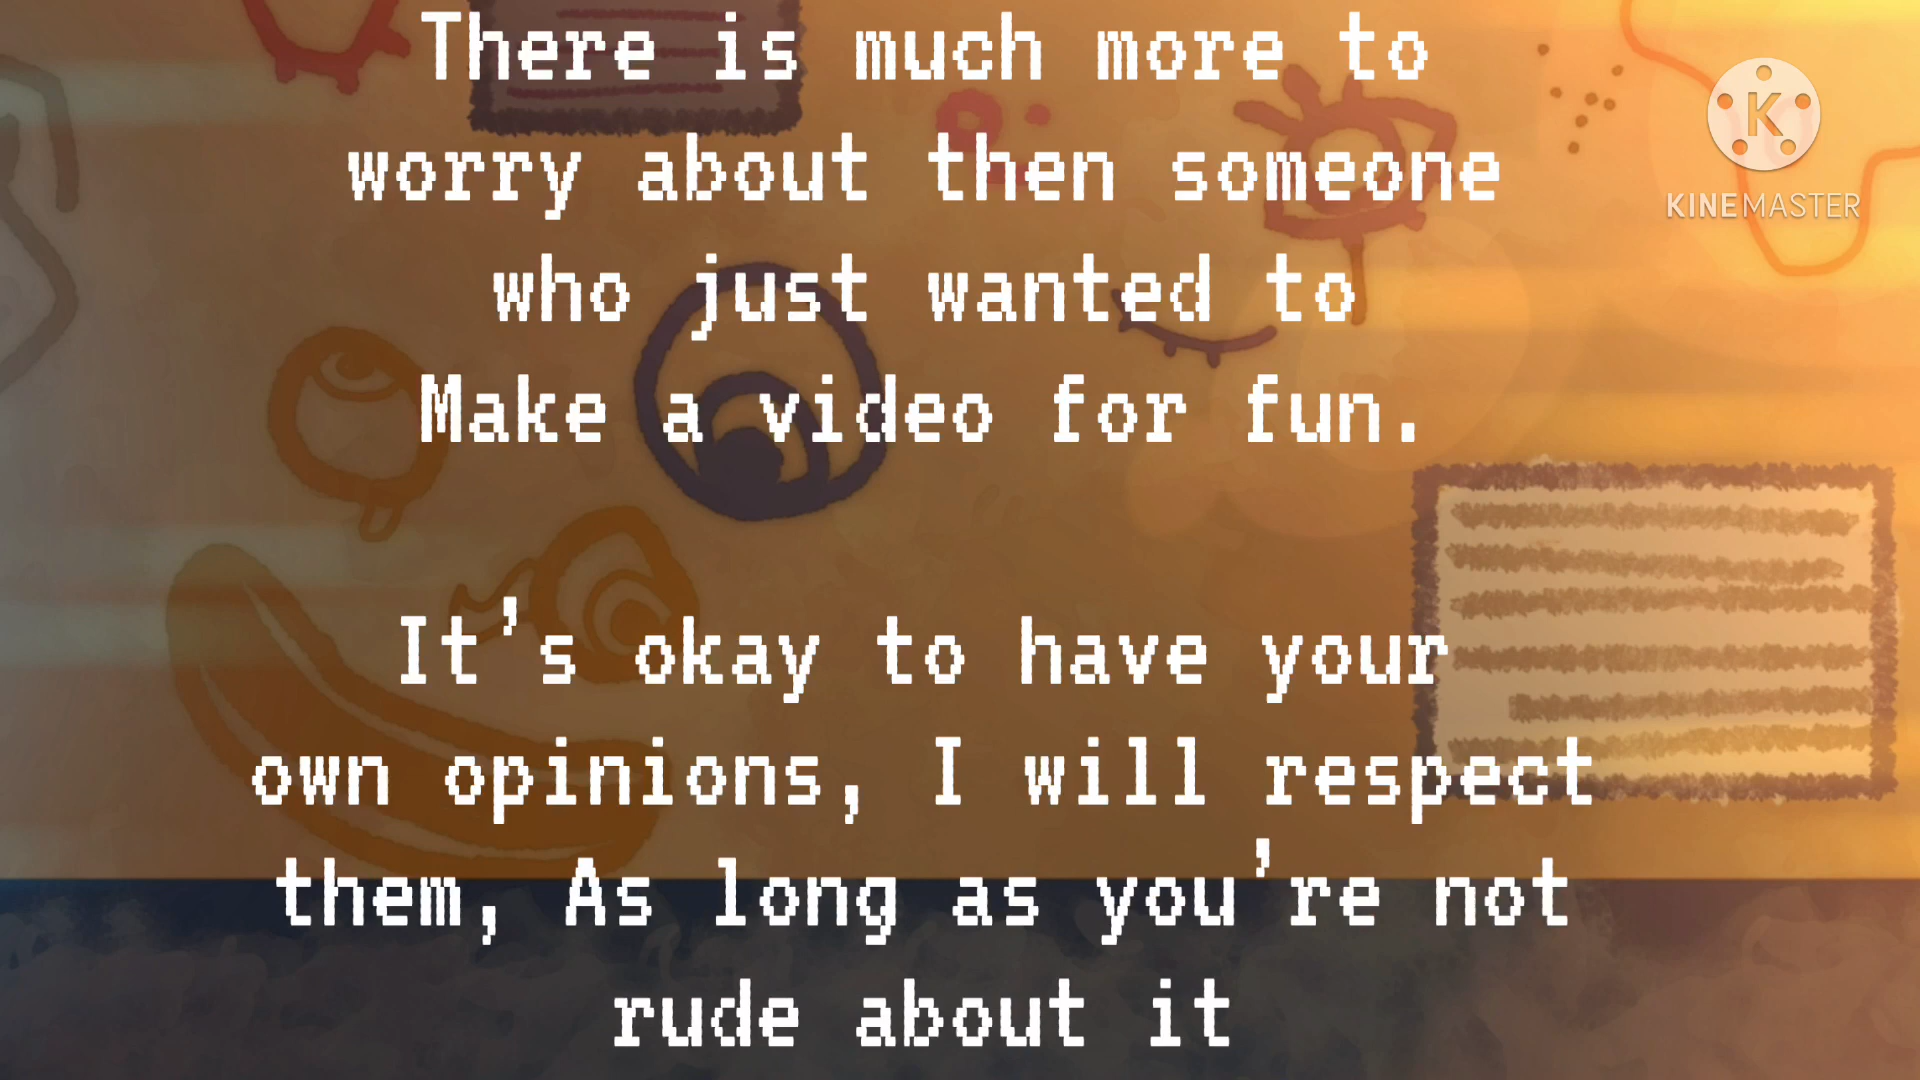 There is much more to
worry about then someone
who just wanted to
Make a video for fun.
It's okay to have your
own opinions, I will respect
them, As long as you're not
rude about it
K
KINEMASTER